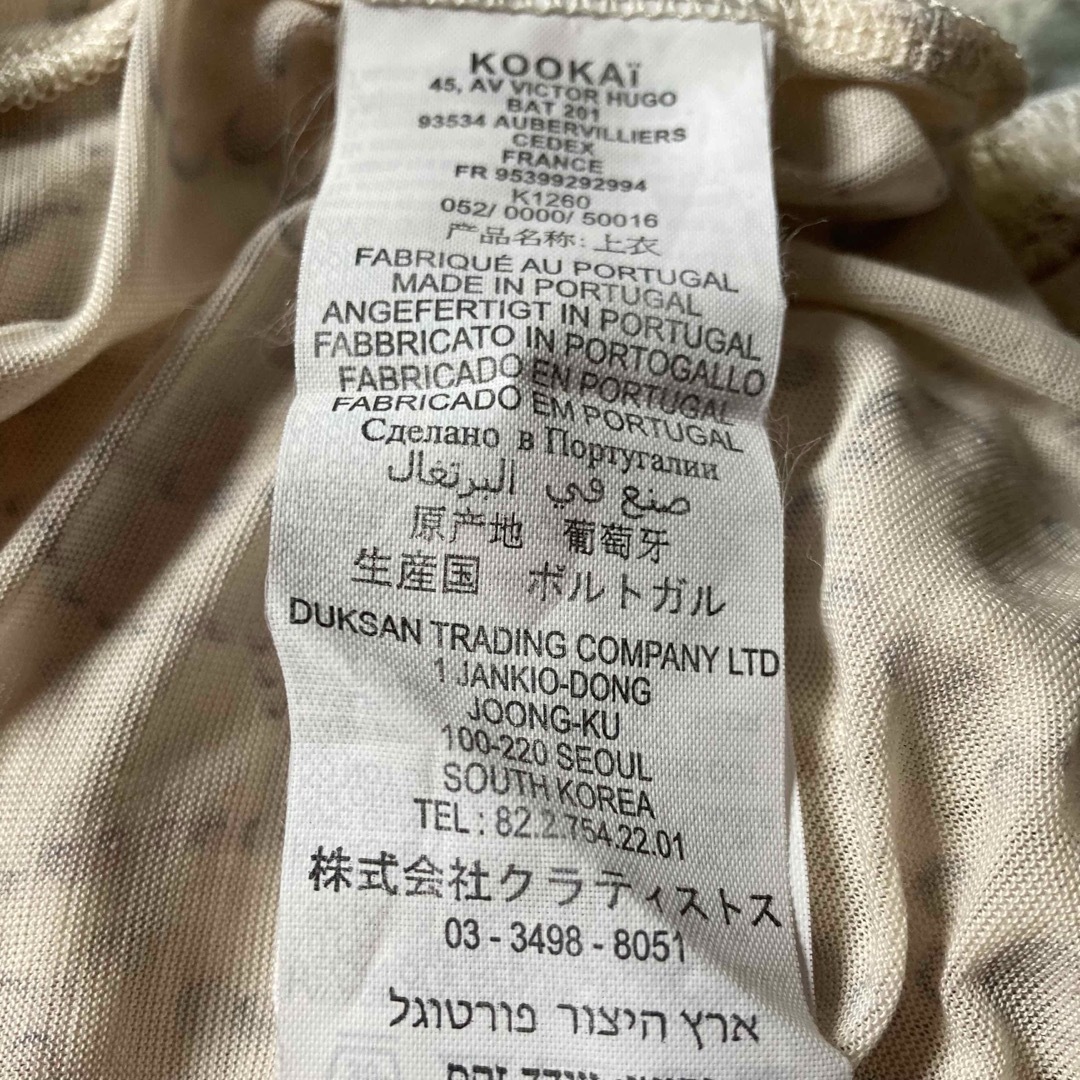 KOOKAÏ
45, AV VICTOR HUGO
BAT 201
93534 AUBERVILLIERS
CEDEX
FRANCE
FR 95399292994
K1260
052/ 0000/ 50016
产品名称: 上衣
FABRIQUÉ AU PORTUGAL
MADE IN PORTUGAL
ANGEFERTIGT IN PORTUGAL
FABBRICATO IN PORTOGALLO
FABRICADO EN PORTUGAL
FABRICADO EM PORTUGAL
Сделано в Португалии
صنع في البرتغال
原产地 葡萄牙
生産国 ポルトガル
DUKSAN TRADING COMPANY LTD
1 JANKIO-DONG
JOONG-KU
100-220 SEOUL
SOUTH KOREA
TEL : 82.2.754.22.01
株式会社クラティストス
03 - 3498 - 8051
ארץ היצור פורטוגל